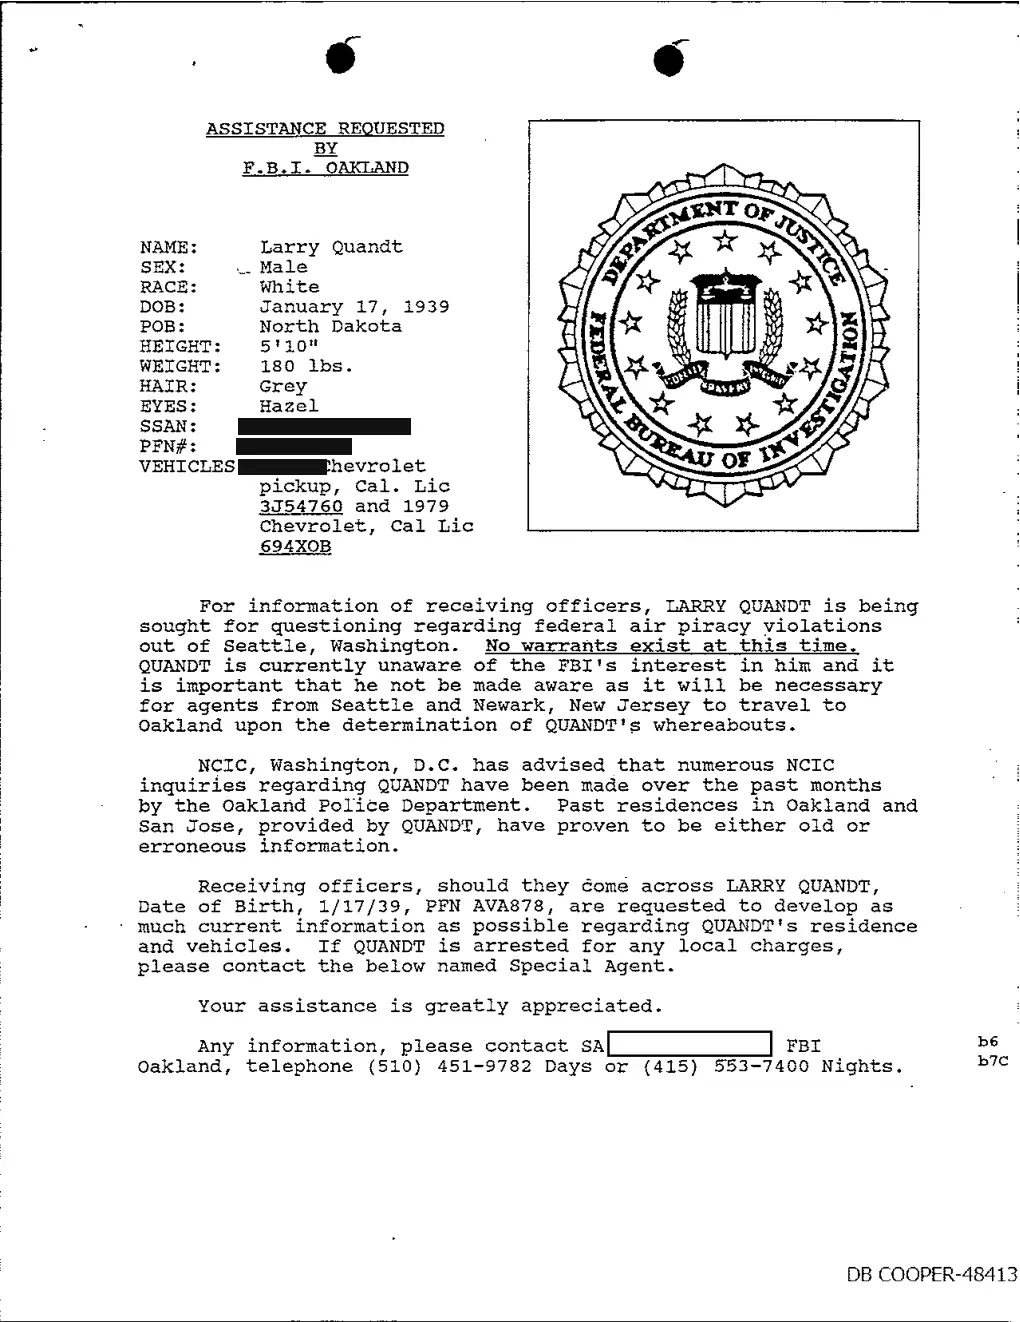 ASSISTANCE REQUESTED
BY
F.B.I. OAKLAND
DEPARTMENT OF JUSTICE
FEDERAL BUREAU OF INVESTIGATION
NAME: Larry Quandt
SEX: Male
RACE: White
DOB: January 17, 1939
POB: North Dakota
HEIGHT: 5'10"
WEIGHT: 180 lbs.
HAIR: Grey
EYES: Hazel
SSAN:
PFN#:
VEHICLES hevrolet
pickup, Cal. Lic
3J54760 and 1979
Chevrolet, Cal Lic
694XOB
For information of receiving officers, LARRY QUANDT is being
sought for questioning regarding federal air piracy violations
out of Seattle, Washington. No warrants exist at this time.
QUANDT is currently unaware of the FBI's interest in him and it
is important that he not be made aware as it will be necessary
for agents from Seattle and Newark, New Jersey to travel to
Oakland upon the determination of QUANDT's whereabouts.
NCIC, Washington, D.C. has advised that numerous NCIC
inquiries regarding QUANDT have been made over the past months
by the Oakland Police Department. Past residences in Oakland and
San Jose, provided by QUANDT, have proven to be either old or
erroneous information.
Receiving officers, should they come across LARRY QUANDT,
Date of Birth, 1/17/39, PFN AVA878, are requested to develop as
much current information as possible regarding QUANDT's residence
and vehicles. If QUANDT is arrested for any local charges,
please contact the below named Special Agent.
Your assistance is greatly appreciated.
Any information, please contact SA FBI
Oakland, telephone (510) 451-9782 Days or (415) 553-7400 Nights.
b6
b7C
DB COOPER-48413